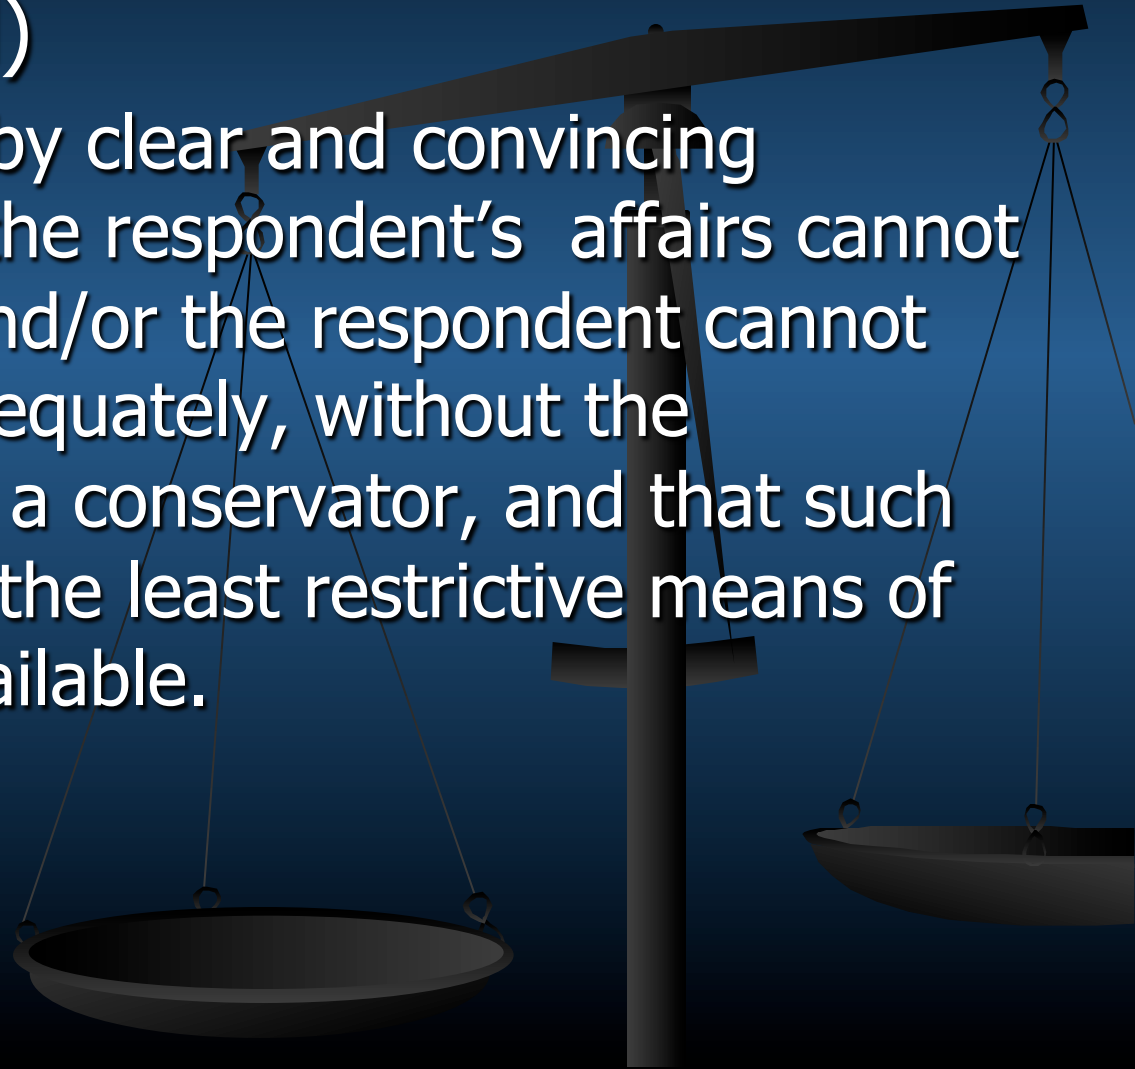 )
by clear and convincing
he respondent’s  affairs cannot
nd/or the respondent cannot
equately, without the
a conservator, and that such
the least restrictive means of
ailable.